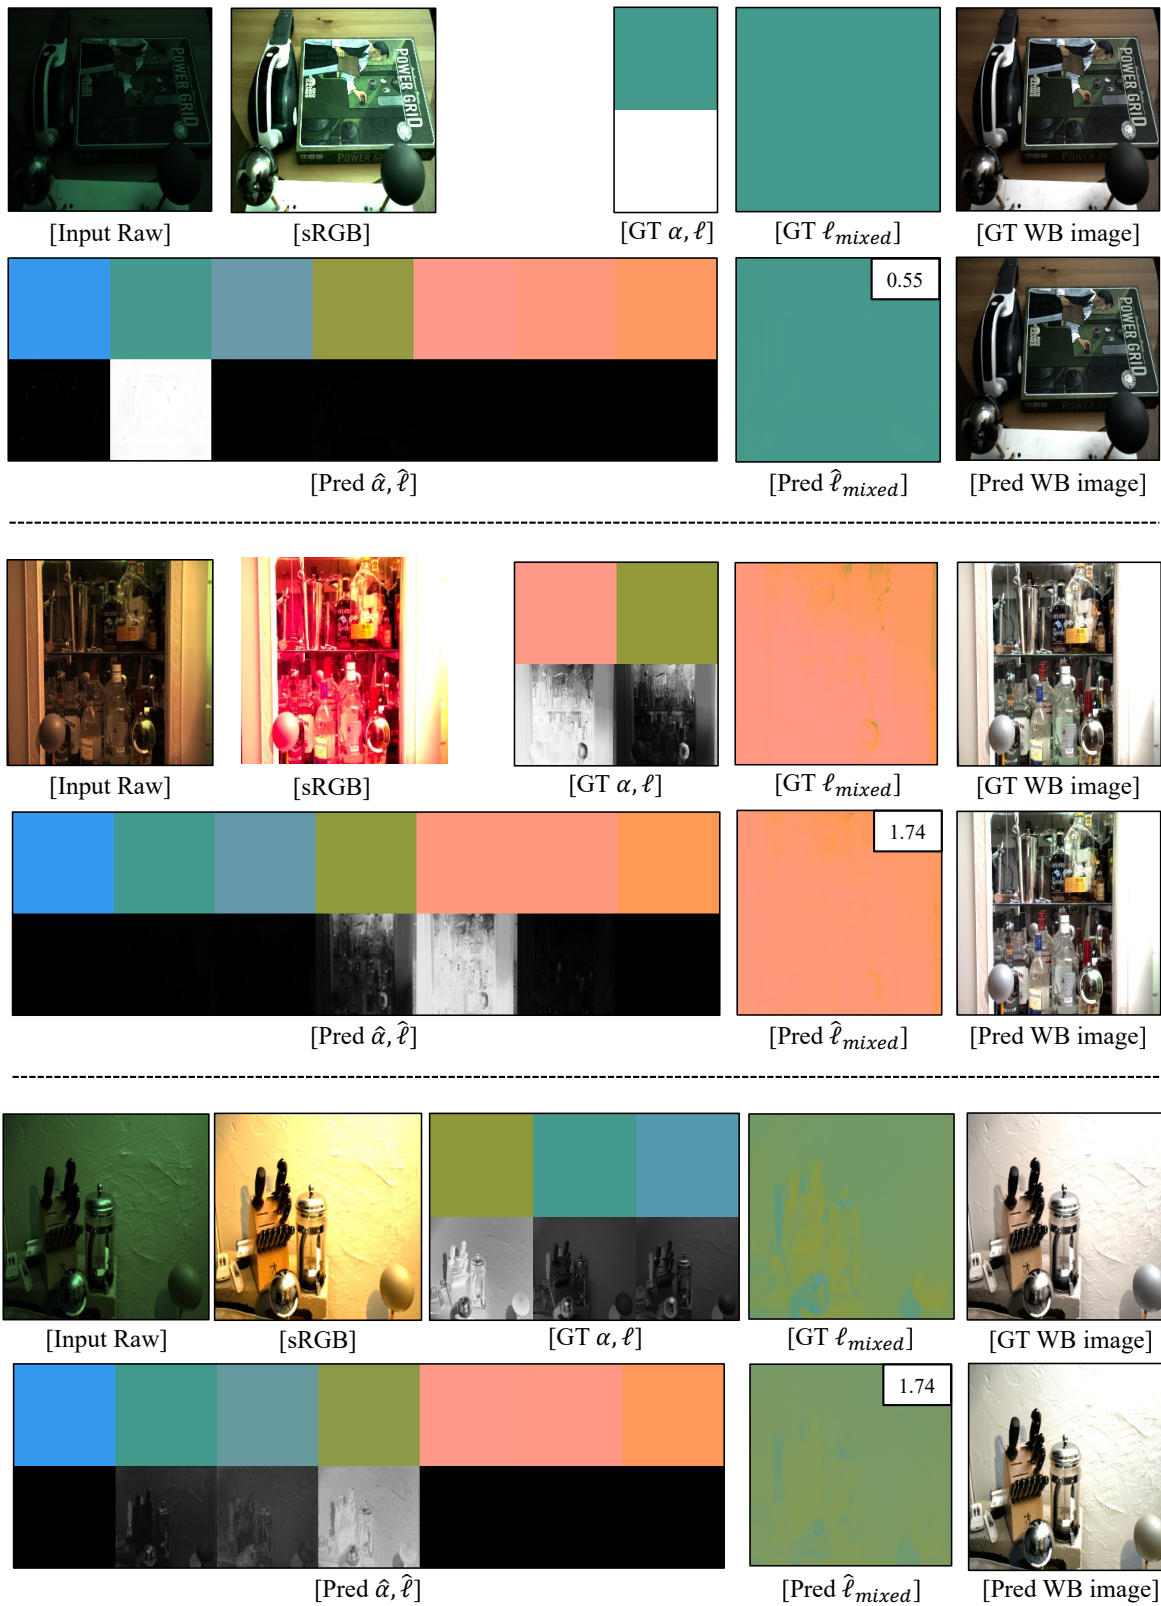 POWER GRID
POWER GRID
[Input Raw] [sRGB] [GT α, ℓ] [GT ℓ_mixed] [GT WB image]
0.55
POWER GRID
POWER GRID
[Pred α̂, ℓ̂] [Pred ℓ̂_mixed] [Pred WB image]
[Input Raw] [sRGB] [GT α, ℓ] [GT ℓ_mixed] [GT WB image]
1.74
[Pred α̂, ℓ̂] [Pred ℓ̂_mixed] [Pred WB image]
[Input Raw] [sRGB] [GT α, ℓ] [GT ℓ_mixed] [GT WB image]
1.74
[Pred α̂, ℓ̂] [Pred ℓ̂_mixed] [Pred WB image]